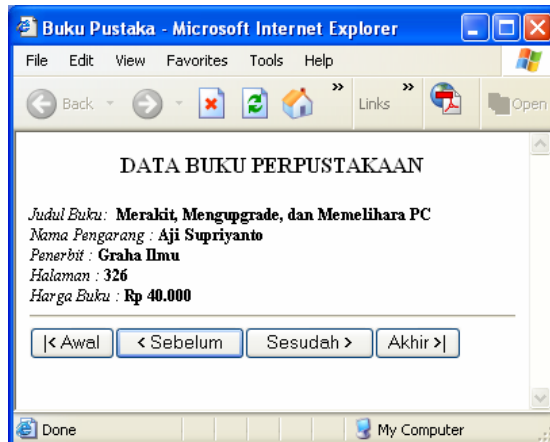 Buku Pustaka - Microsoft Internet Explorer
File Edit View Favorites Tools Help
Back » Links » Open
DATA BUKU PERPUSTAKAAN
Judul Buku: Merakit, Mengupgrade, dan Memelihara PC
Nama Pengarang : Aji Supriyanto
Penerbit : Graha Ilmu
Halaman : 326
Harga Buku : Rp 40.000
|< Awal < Sebelum Sesudah > Akhir >|
Done My Computer